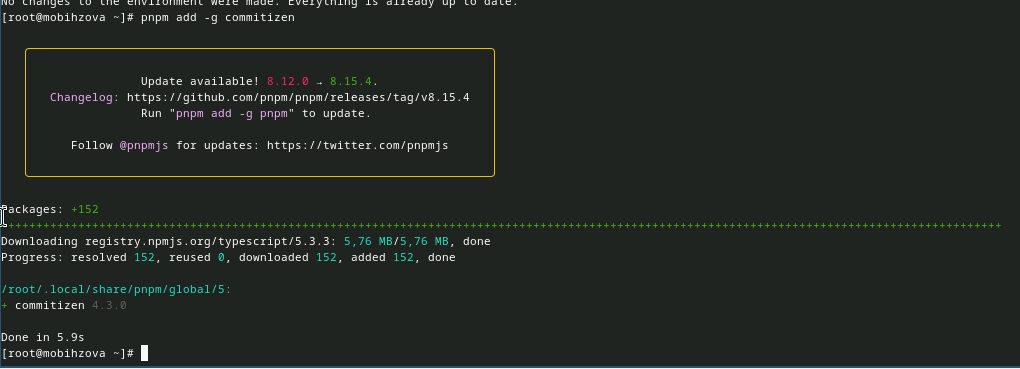 No changes to the environment were made. Everything is already up to date.
[root@mobihzova ~]# pnpm add -g commitizen
Update available! 8.12.0 → 8.15.4.
Changelog: https://github.com/pnpm/pnpm/releases/tag/v8.15.4
Run "pnpm add -g pnpm" to update.
Follow @pnpmjs for updates: https://twitter.com/pnpmjs
Packages: +152
++++++++++++++++++++++++++++++++++++++++++++++++++++++++++++++++++++++++++++++++++++++++++++++++++++++++++++++++++++++++++++++++++++++++++++++
Downloading registry.npmjs.org/typescript/5.3.3: 5,76 MB/5,76 MB, done
Progress: resolved 152, reused 0, downloaded 152, added 152, done
/root/.local/share/pnpm/global/5:
+ commitizen 4.3.0
Done in 5.9s
[root@mobihzova ~]#